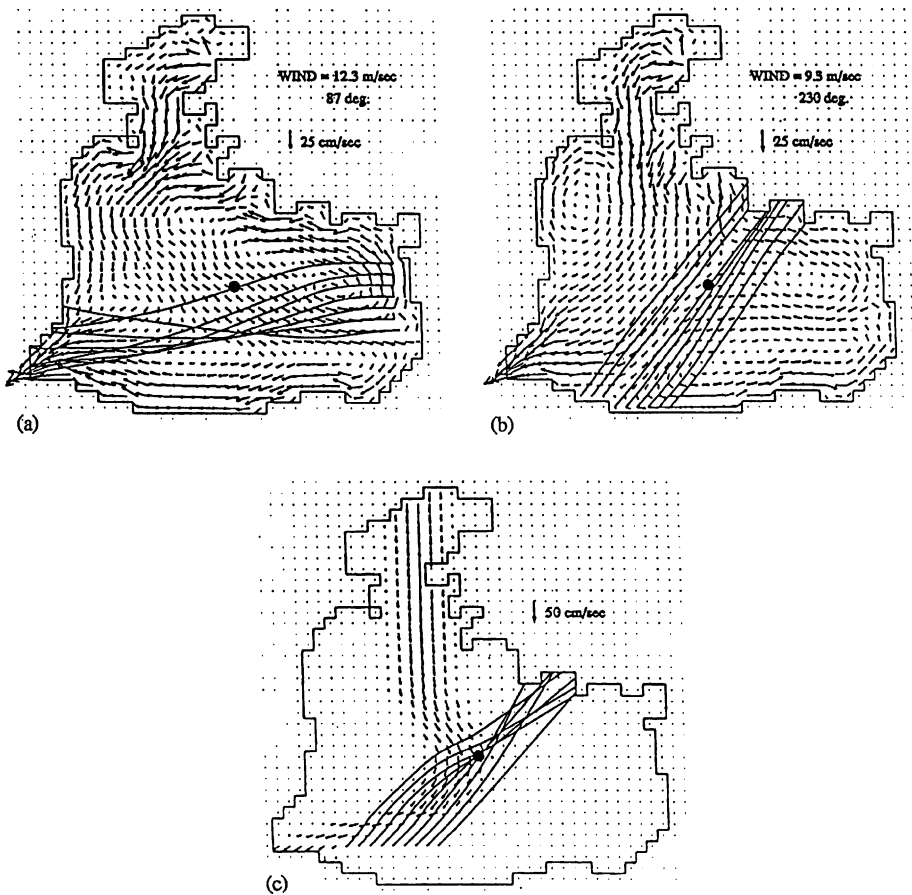 WIND = 12.3 m/sec
87 deg.
25 cm/sec
(a)
WIND = 9.3 m/sec
230 deg.
25 cm/sec
(b)
50 cm/sec
(c)